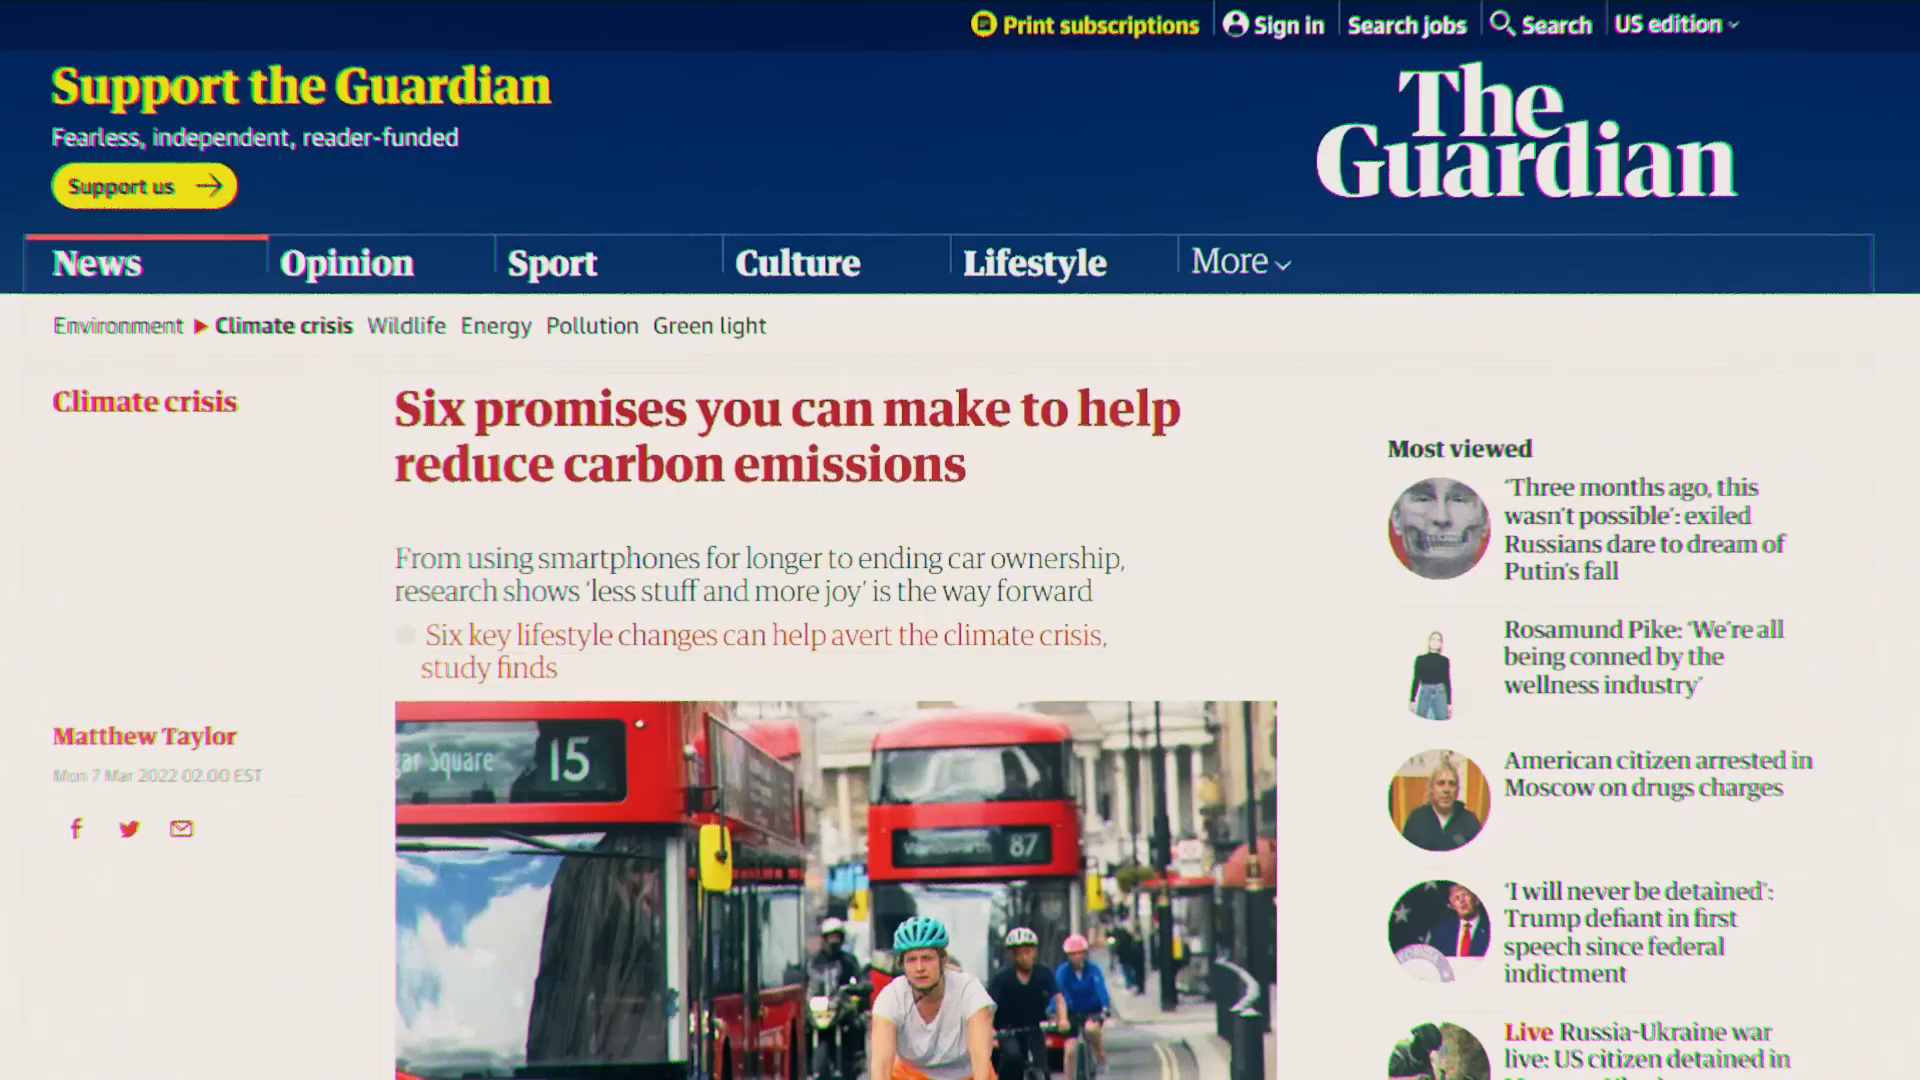 Print subscriptions Sign in Search jobs Search US edition
Support the Guardian
Fearless, independent, reader-funded
Support us
The
Guardian
News Opinion Sport Culture Lifestyle More
Environment Climate crisis Wildlife Energy Pollution Green light
Climate crisis
Six promises you can make to help
reduce carbon emissions
From using smartphones for longer to ending car ownership,
research shows ‘less stuff and more joy’ is the way forward
Six key lifestyle changes can help avert the climate crisis,
study finds
Matthew Taylor
Mon 7 Mar 2022 02.00 EST
Square 15
87
Most viewed
‘Three months ago, this
wasn’t possible’: exiled
Russians dare to dream of
Putin’s fall
Rosamund Pike: ‘We’re all
being conned by the
wellness industry’
American citizen arrested in
Moscow on drugs charges
‘I will never be detained’:
Trump defiant in first
speech since federal
indictment
Live Russia-Ukraine war
live: US citizen detained in